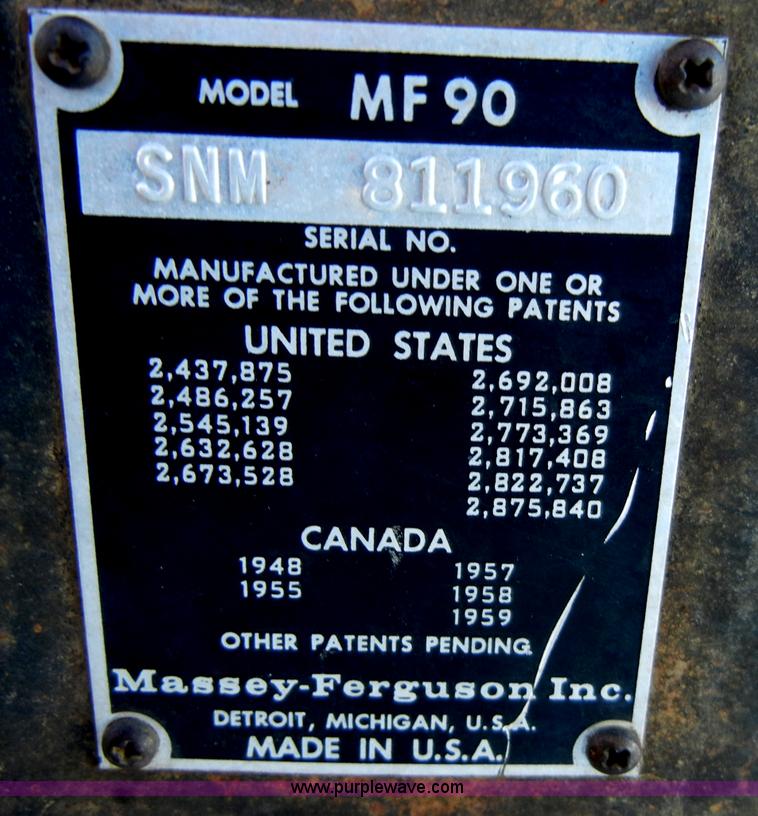 MODEL MF 90
SNM 811960
SERIAL NO.
MANUFACTURED UNDER ONE OR
MORE OF THE FOLLOWING PATENTS
UNITED STATES
2,437,875 2,692,008
2,486,257 2,715,863
2,545,139 2,773,369
2,632,628 2,817,408
2,673,528 2,822,737
2,875,840
CANADA
1948 1957
1955 1958
1959
OTHER PATENTS PENDING
Massey-Ferguson Inc.
DETROIT, MICHIGAN, U.S.A.
MADE IN U.S.A.
www.purplewave.com